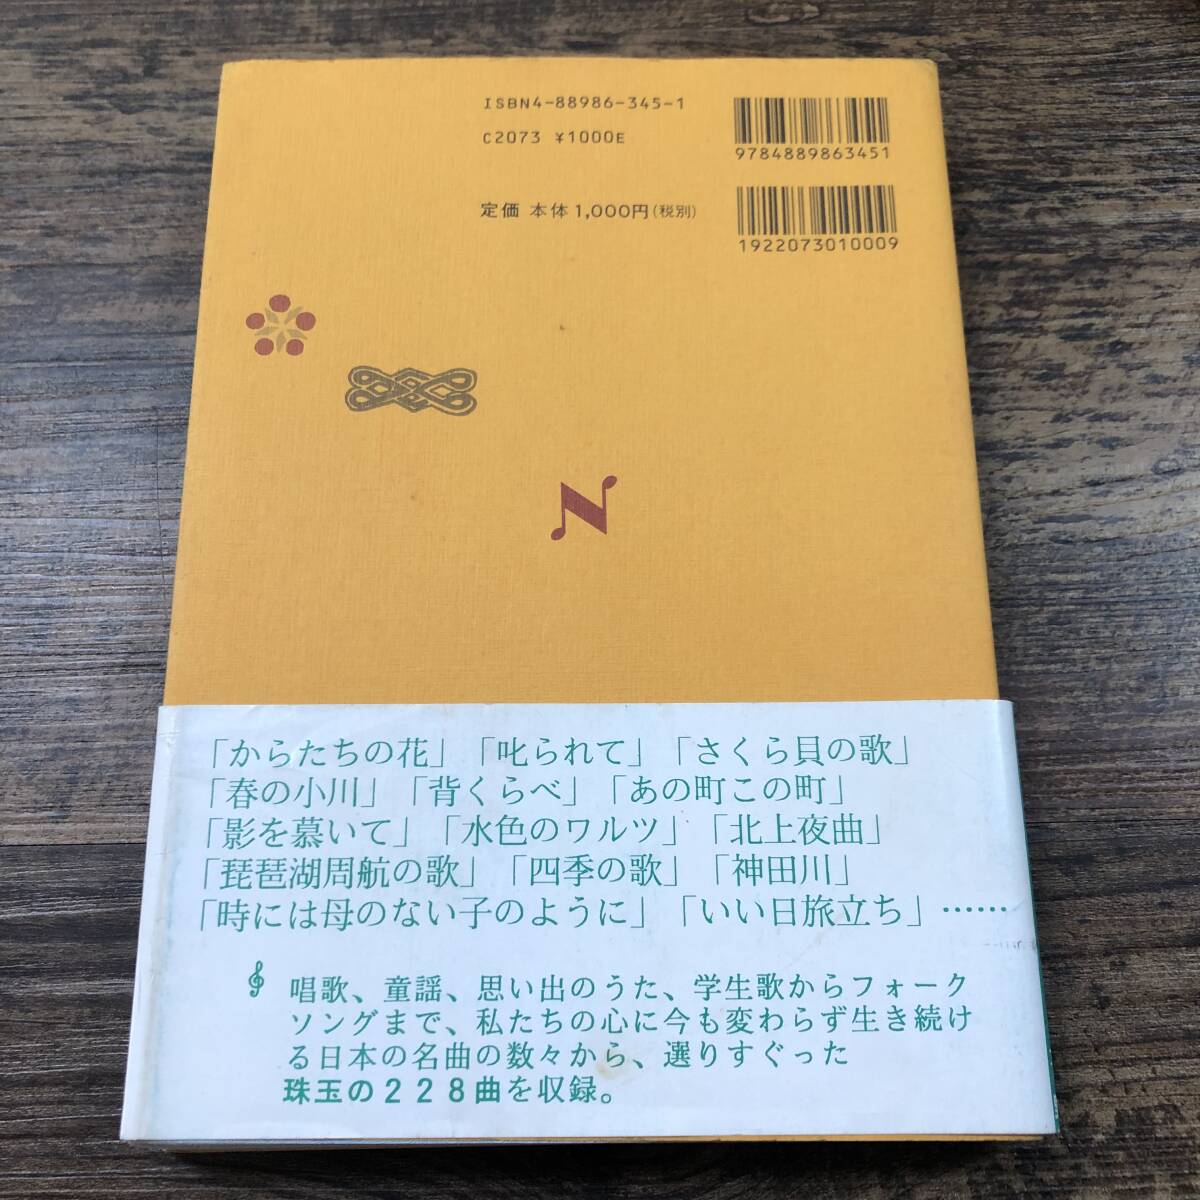 ISBN4-88986-345-1
C2073 ¥1000E
9784889863451
定価 本体1,000円(税別)
1922073010009
「からたちの花」「叱られて」「さくら貝の歌」
「春の小川」「背くらべ」「あの町この町」
「影を慕いて」「水色のワルツ」「北上夜曲」
「琵琶湖周航の歌」「四季の歌」「神田川」
「時には母のない子のように」「いい日旅立ち」……
唱歌、童謡、思い出のうた、学生歌からフォーク
ソングまで、私たちの心に今も変わらず生き続け
る日本の名曲の数々から、選りすぐった
珠玉の228曲を収録。